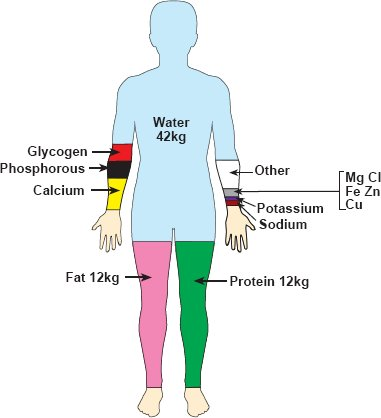 Water
42kg
Glycogen
Phosphorous
Calcium
Other
Mg Cl
Fe Zn
Cu
Potassium
Sodium
Fat 12kg
Protein 12kg